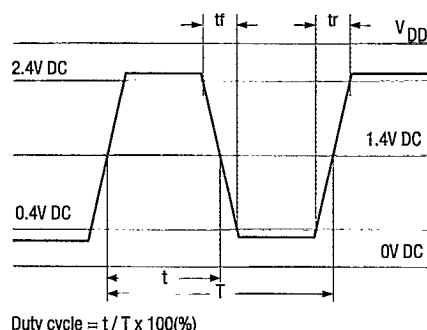 tf
tr
VDD
2.4V DC
1.4V DC
0.4V DC
0V DC
t
T
Duty cycle = t / T x 100(%)